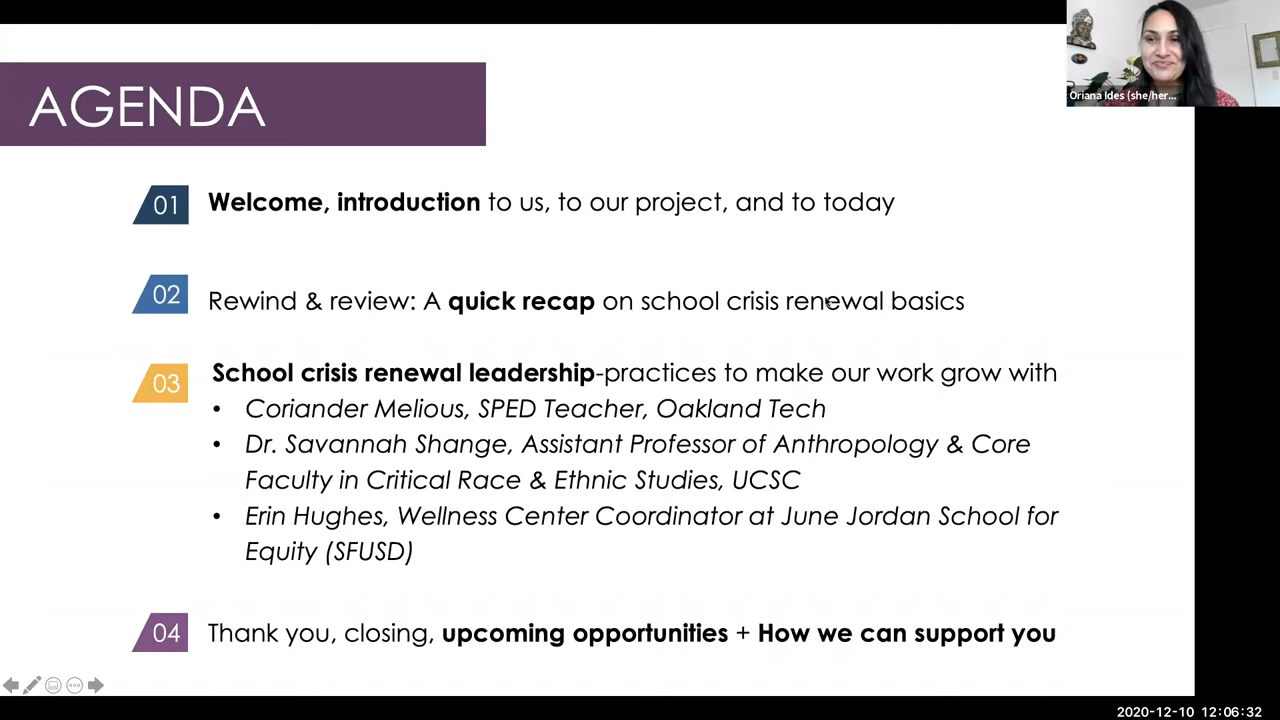 AGENDA
Oriana Ides (she/her...
01 Welcome, introduction to us, to our project, and to today
02 Rewind & review: A quick recap on school crisis renewal basics
03 School crisis renewal leadership-practices to make our work grow with
• Coriander Melious, SPED Teacher, Oakland Tech
• Dr. Savannah Shange, Assistant Professor of Anthropology & Core
Faculty in Critical Race & Ethnic Studies, UCSC
• Erin Hughes, Wellness Center Coordinator at June Jordan School for
Equity (SFUSD)
04 Thank you, closing, upcoming opportunities + How we can support you
2020-12-10 12:06:32